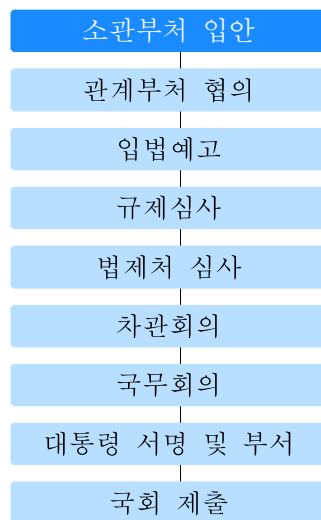 소관부처 입안
관계부처 협의
입법예고
규제심사
법제처 심사
차관회의
국무회의
대통령 서명 및 부서
국회 제출